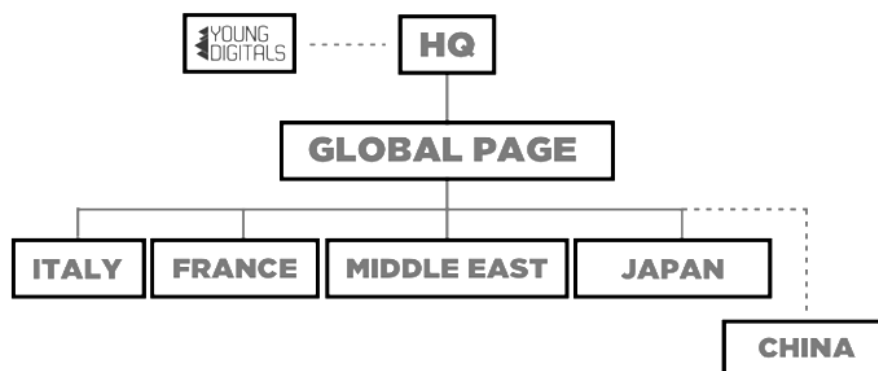 YOUNG
DIGITALS
HQ
GLOBAL PAGE
ITALY
FRANCE
MIDDLE EAST
JAPAN
CHINA